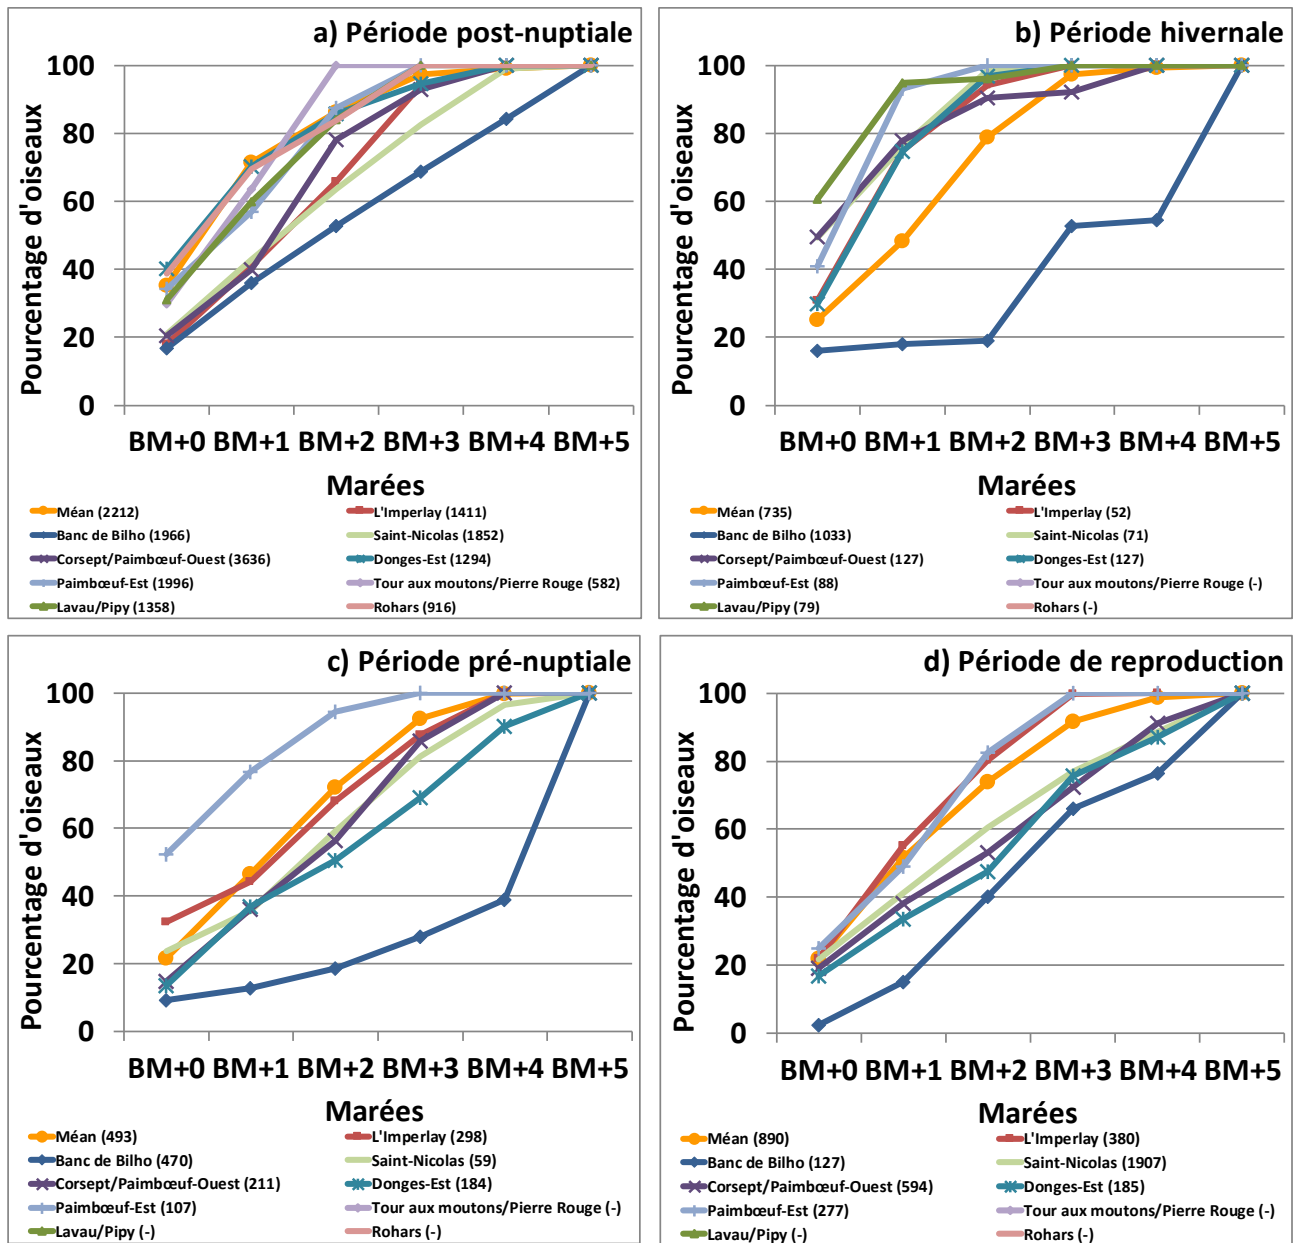 a) Période post-nuptiale
Pourcentage d'oiseaux
100
80
60
40
20
0
BM+0 BM+1 BM+2 BM+3 BM+4 BM+5
Marées
Méan (2212)
L'Imperlay (1411)
Banc de Bilho (1966)
Saint-Nicolas (1852)
Corsept/Paimbœuf-Ouest (3636)
Donges-Est (1294)
Paimbœuf-Est (1996)
Tour aux moutons/Pierre Rouge (582)
Lavau/Pipy (1358)
Rohars (916)
b) Période hivernale
Pourcentage d'oiseaux
100
80
60
40
20
0
BM+0 BM+1 BM+2 BM+3 BM+4 BM+5
Marées
Méan (735)
L'Imperlay (52)
Banc de Bilho (1033)
Saint-Nicolas (71)
Corsept/Paimbœuf-Ouest (127)
Donges-Est (127)
Paimbœuf-Est (88)
Tour aux moutons/Pierre Rouge (-)
Lavau/Pipy (79)
Rohars (-)
c) Période pré-nuptiale
Pourcentage d'oiseaux
100
80
60
40
20
0
BM+0 BM+1 BM+2 BM+3 BM+4 BM+5
Marées
Méan (493)
L'Imperlay (298)
Banc de Bilho (470)
Saint-Nicolas (59)
Corsept/Paimbœuf-Ouest (211)
Donges-Est (184)
Paimbœuf-Est (107)
Tour aux moutons/Pierre Rouge (-)
Lavau/Pipy (-)
Rohars (-)
d) Période de reproduction
Pourcentage d'oiseaux
100
80
60
40
20
0
BM+0 BM+1 BM+2 BM+3 BM+4 BM+5
Marées
Méan (890)
L'Imperlay (380)
Banc de Bilho (127)
Saint-Nicolas (1907)
Corsept/Paimbœuf-Ouest (594)
Donges-Est (185)
Paimbœuf-Est (277)
Tour aux moutons/Pierre Rouge (-)
Lavau/Pipy (-)
Rohars (-)